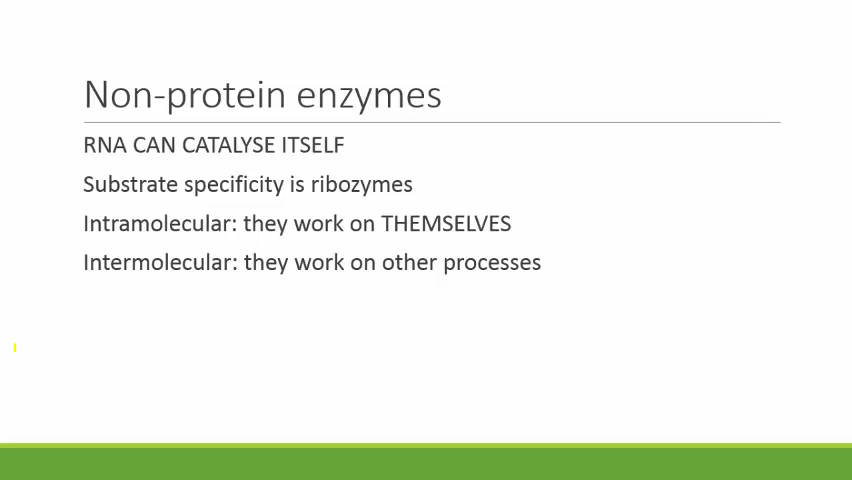 Non-protein enzymes
RNA CAN CATALYSE ITSELF
Substrate specificity is ribozymes
Intramolecular: they work on THEMSELVES
Intermolecular: they work on other processes